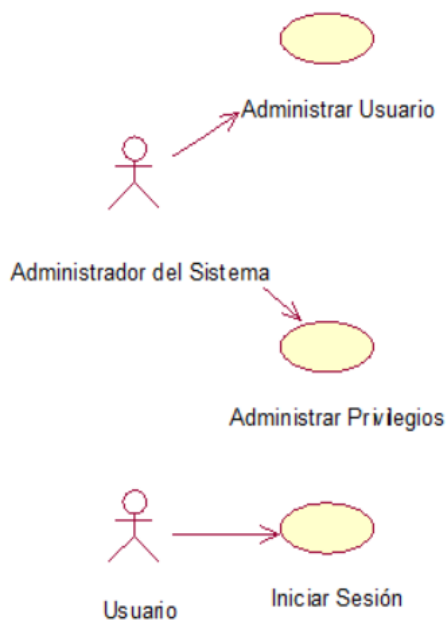 Administrar Usuario
Administrador del Sistema
Administrar Privilegios
Usuario
Iniciar Sesión